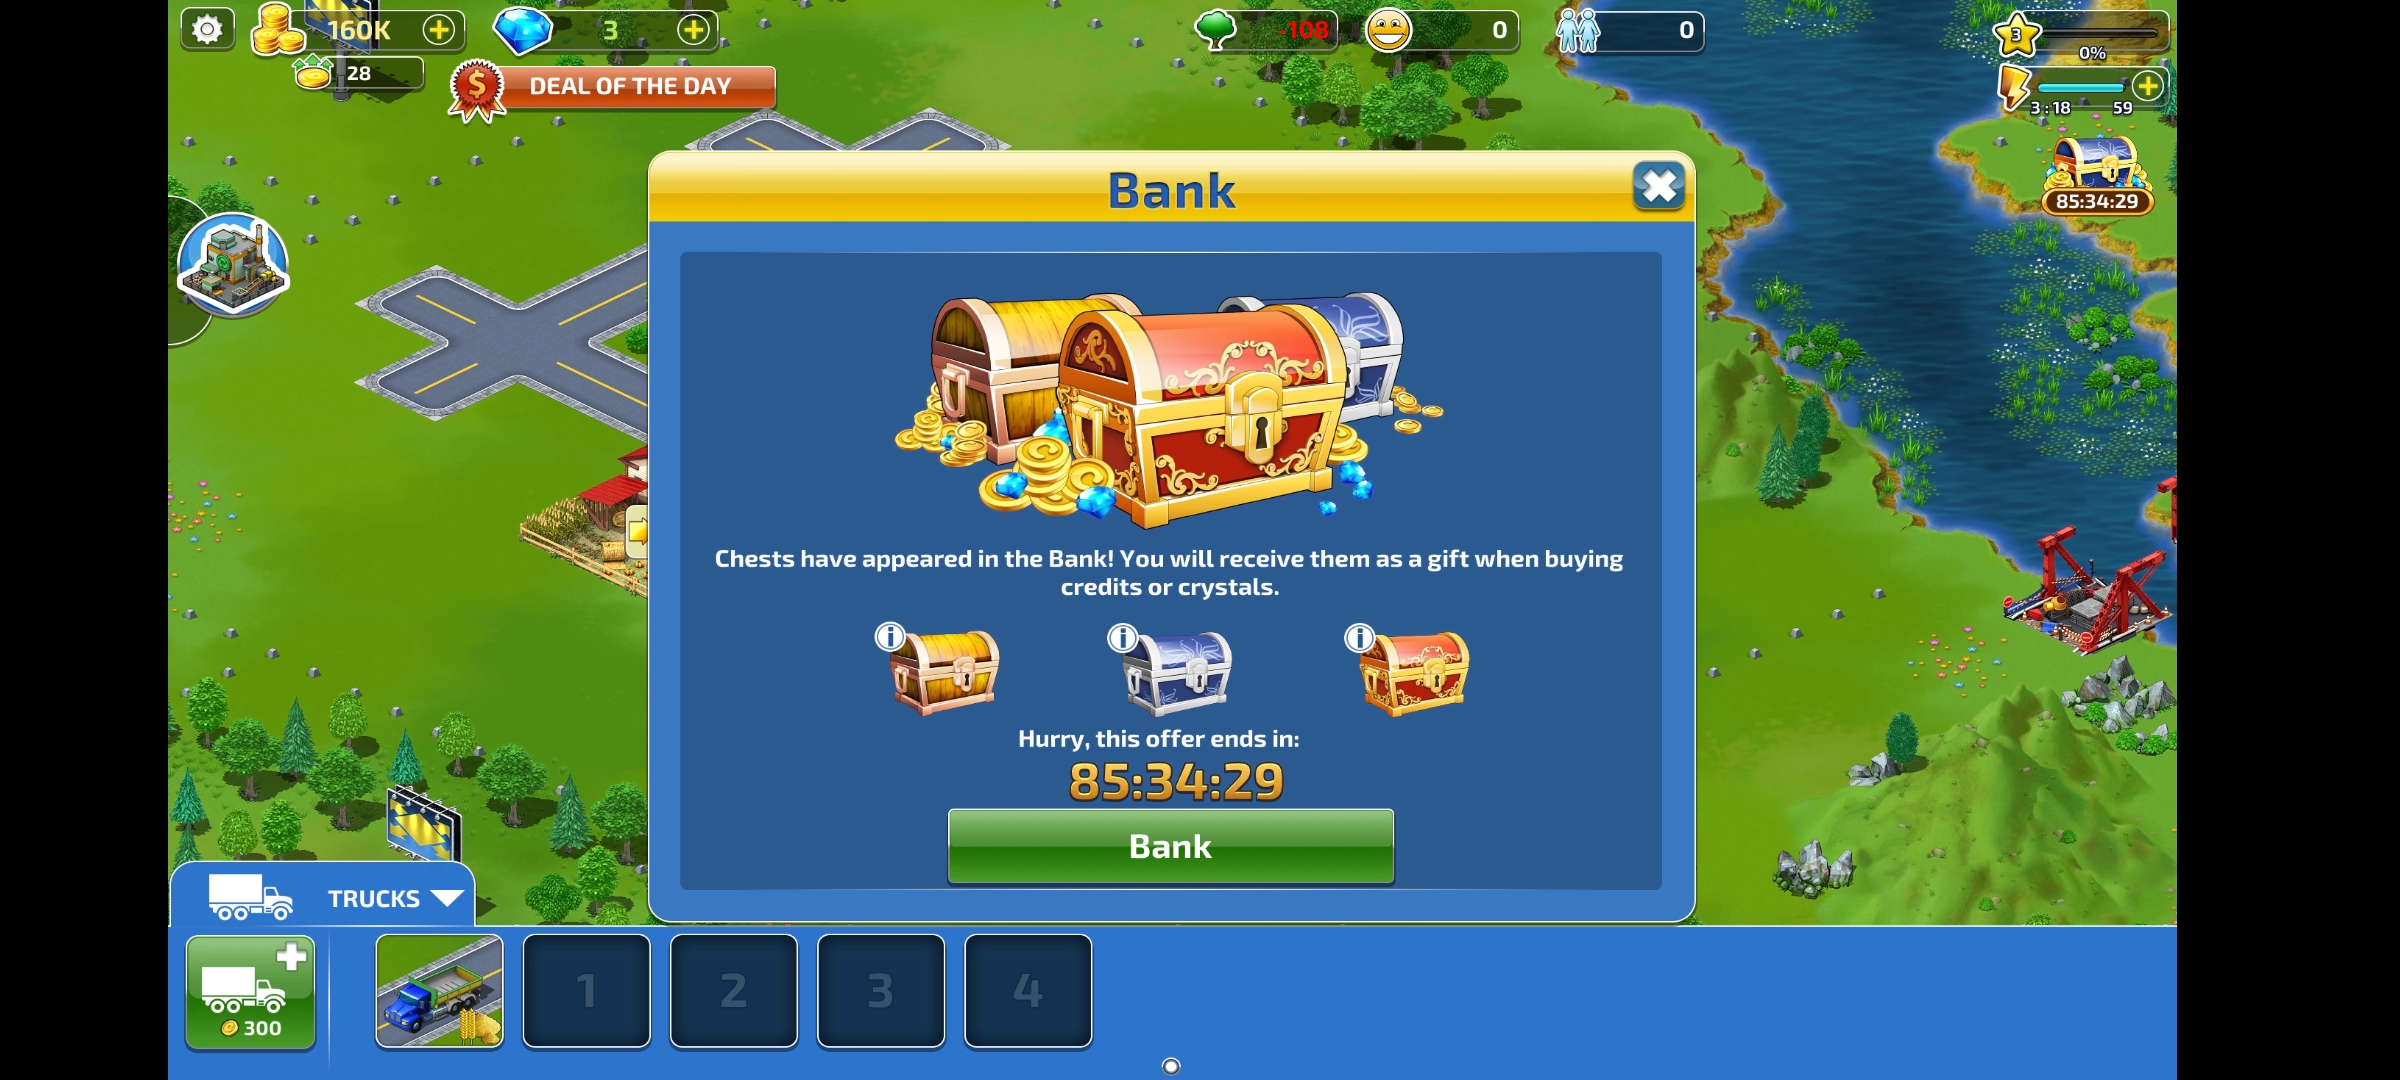 160K
3
-108
0
0
3
0%
28
DEAL OF THE DAY
3:18
59
85:34:29
Bank
Chests have appeared in the Bank! You will receive them as a gift when buying
credits or crystals.
Hurry, this offer ends in:
85:34:29
Bank
TRUCKS
300
1
2
3
4